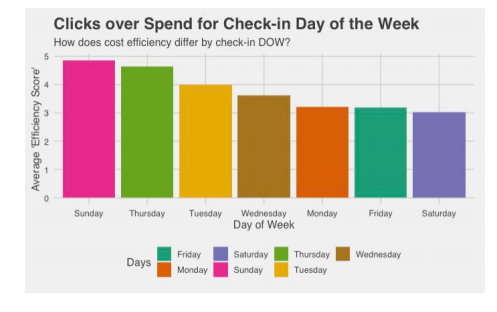 Clicks over Spend for Check-in Day of the Week
How does cost efficiency differ by check-in DOW?
Average 'Efficiency Score'
5
4
3
2
1
0
Sunday Thursday Tuesday Wednesday Monday Friday Saturday
Day of Week
Days
Friday Saturday Thursday Wednesday
Monday Sunday Tuesday